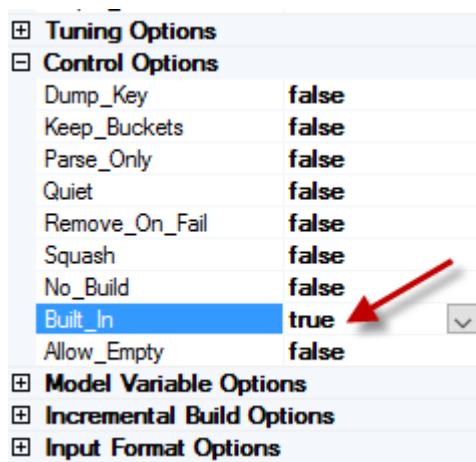 Tuning Options
Control Options
Dump_Key false
Keep_Buckets false
Parse_Only false
Quiet false
Remove_On_Fail false
Squash false
No_Build false
Built_In true
Allow_Empty false
Model Variable Options
Incremental Build Options
Input Format Options